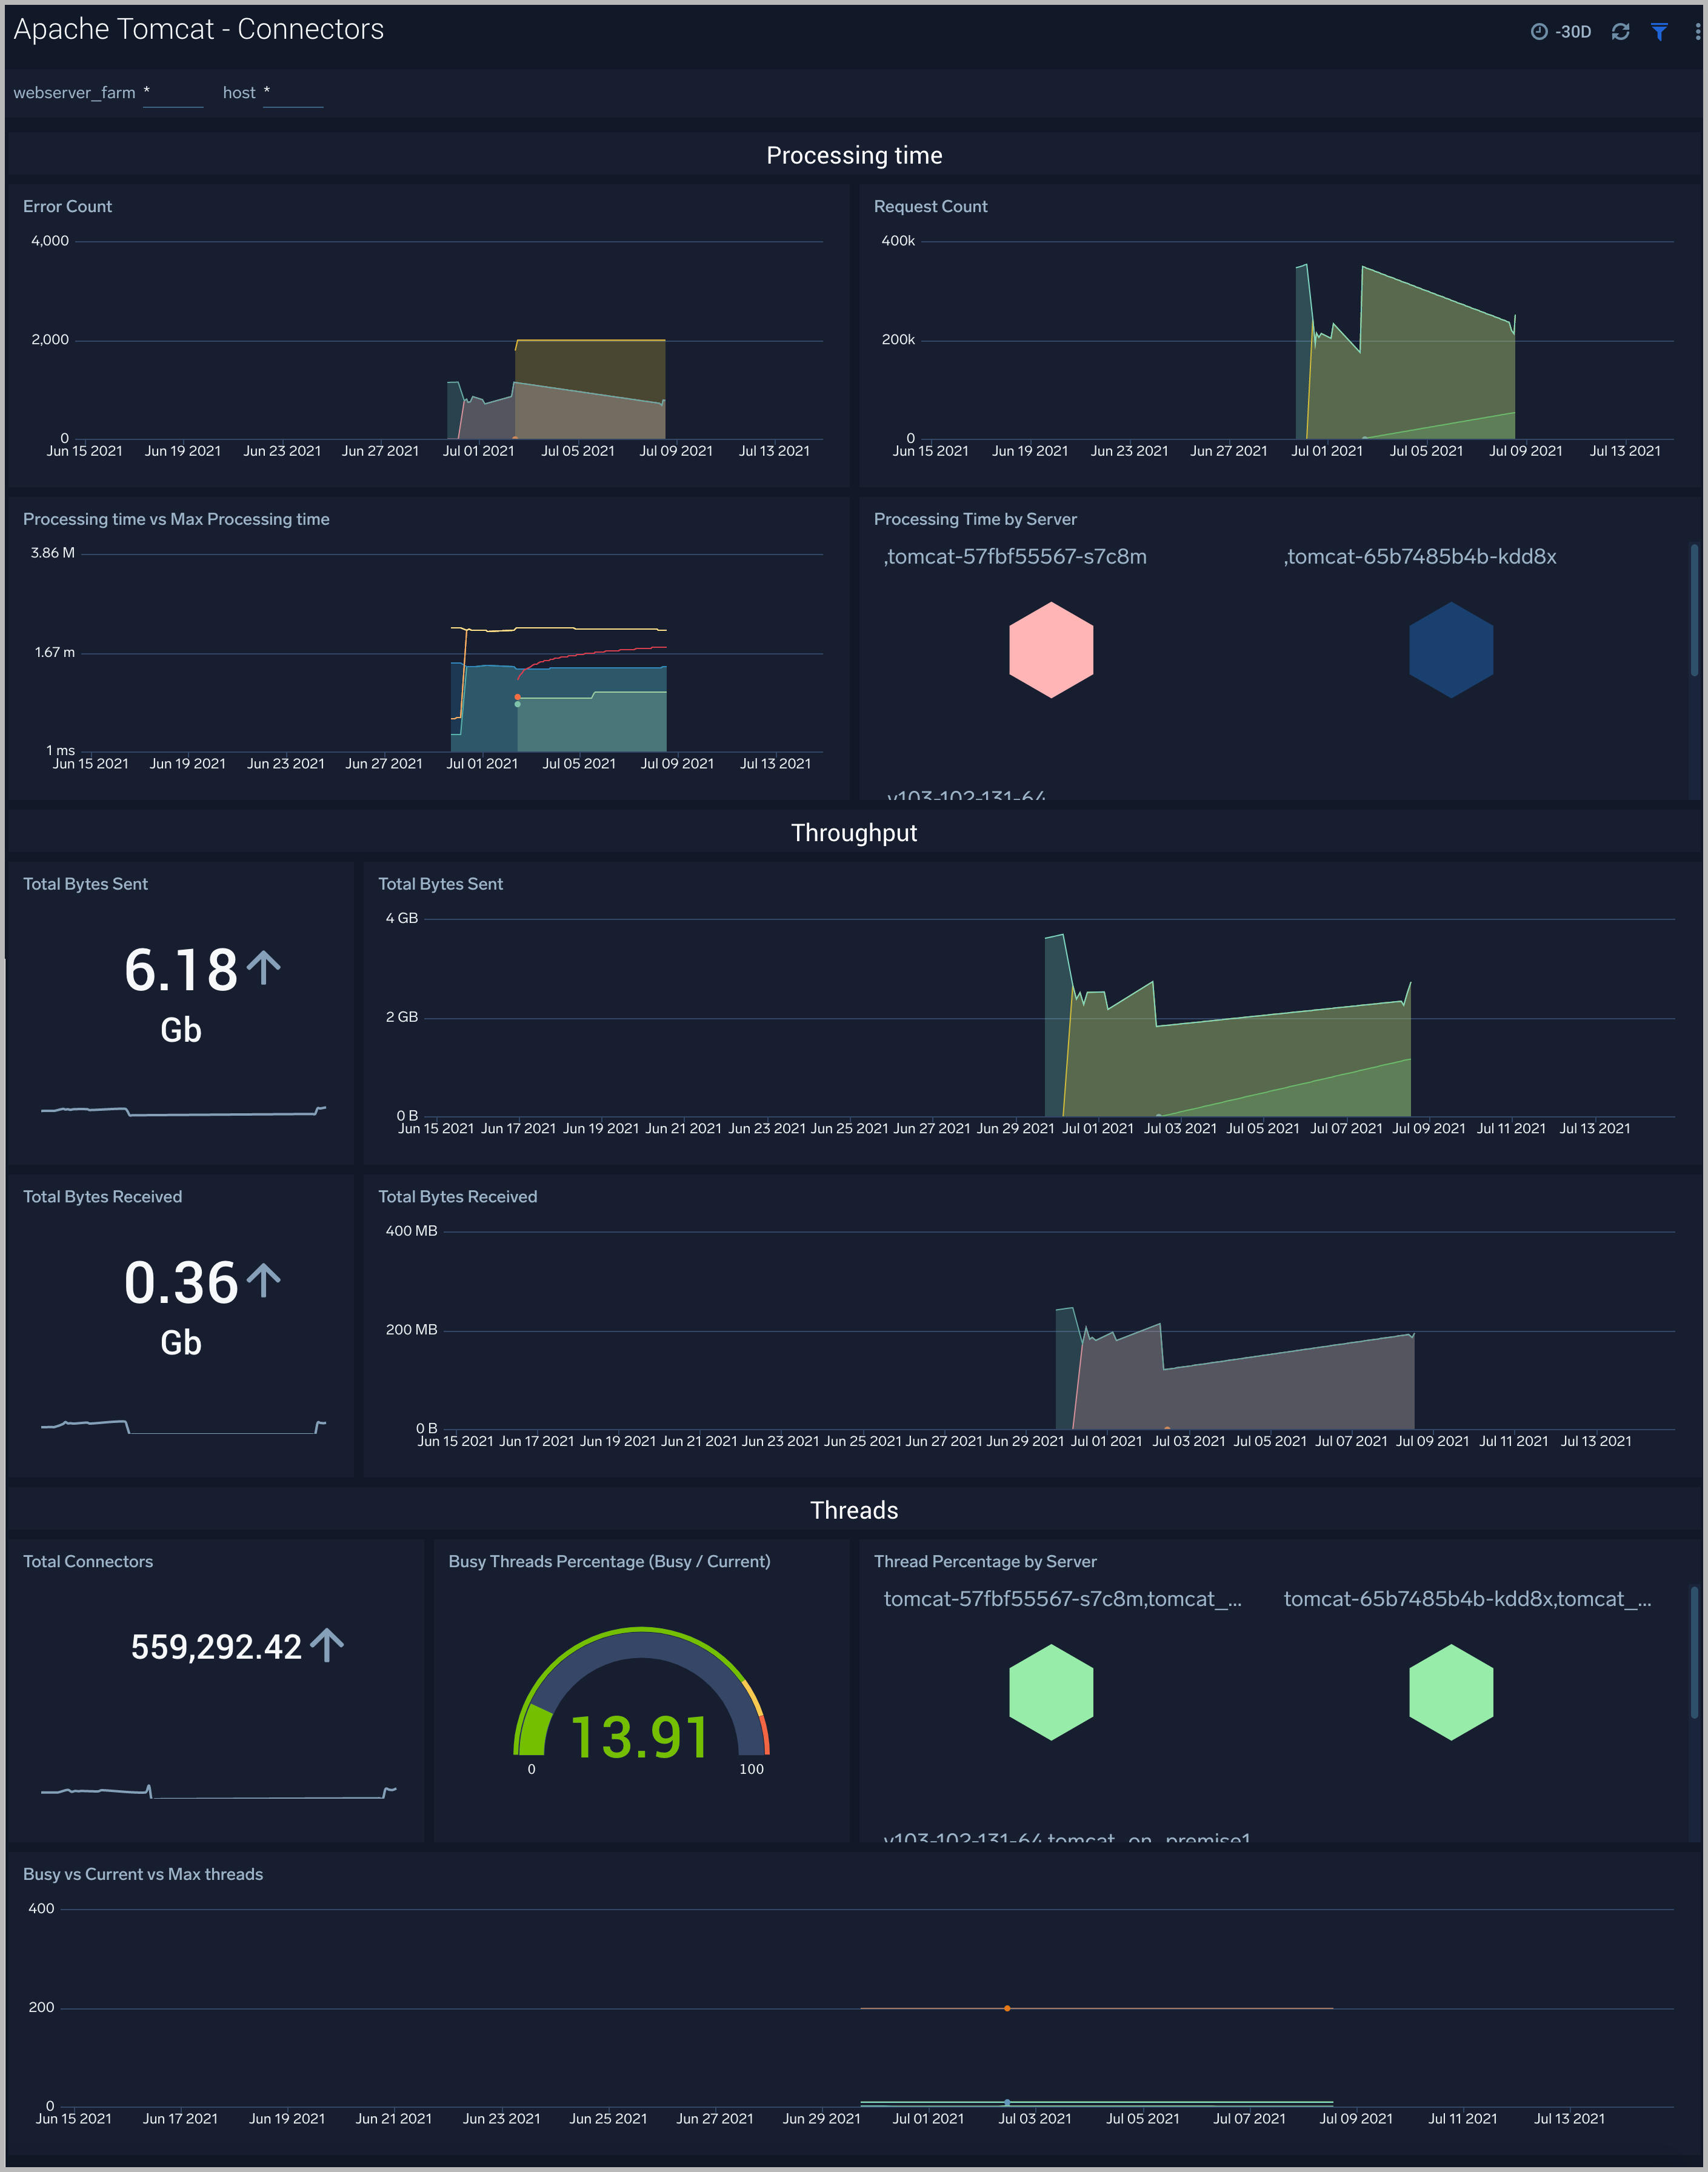 Apache Tomcat - Connectors
-30D
webserver_farm * host *
Processing time
Error Count
4,000
2,000
0
Jun 15 2021 Jun 19 2021 Jun 23 2021 Jun 27 2021 Jul 01 2021 Jul 05 2021 Jul 09 2021 Jul 13 2021
Request Count
400k
200k
0
Jun 15 2021 Jun 19 2021 Jun 23 2021 Jun 27 2021 Jul 01 2021 Jul 05 2021 Jul 09 2021 Jul 13 2021
Processing time vs Max Processing time
3.86 M
1.67 m
1 ms
Jun 15 2021 Jun 19 2021 Jun 23 2021 Jun 27 2021 Jul 01 2021 Jul 05 2021 Jul 09 2021 Jul 13 2021
Processing Time by Server
,tomcat-57fbf55567-s7c8m
,tomcat-65b7485b4b-kdd8x
v103-102-131-64
Throughput
Total Bytes Sent
6.18
Gb
Total Bytes Sent
4 GB
2 GB
0 B
Jun 15 2021 Jun 17 2021 Jun 19 2021 Jun 21 2021 Jun 23 2021 Jun 25 2021 Jun 27 2021 Jun 29 2021 Jul 01 2021 Jul 03 2021 Jul 05 2021 Jul 07 2021 Jul 09 2021 Jul 11 2021 Jul 13 2021
Total Bytes Received
0.36
Gb
Total Bytes Received
400 MB
200 MB
0 B
Jun 15 2021 Jun 17 2021 Jun 19 2021 Jun 21 2021 Jun 23 2021 Jun 25 2021 Jun 27 2021 Jun 29 2021 Jul 01 2021 Jul 03 2021 Jul 05 2021 Jul 07 2021 Jul 09 2021 Jul 11 2021 Jul 13 2021
Threads
Total Connectors
559,292.42
Busy Threads Percentage (Busy / Current)
13.91
0 100
Thread Percentage by Server
tomcat-57fbf55567-s7c8m,tomcat_...
tomcat-65b7485b4b-kdd8x,tomcat_...
v103-102-131-64,tomcat_on_premise1
Busy vs Current vs Max threads
400
200
0
Jun 15 2021 Jun 17 2021 Jun 19 2021 Jun 21 2021 Jun 23 2021 Jun 25 2021 Jun 27 2021 Jun 29 2021 Jul 01 2021 Jul 03 2021 Jul 05 2021 Jul 07 2021 Jul 09 2021 Jul 11 2021 Jul 13 2021